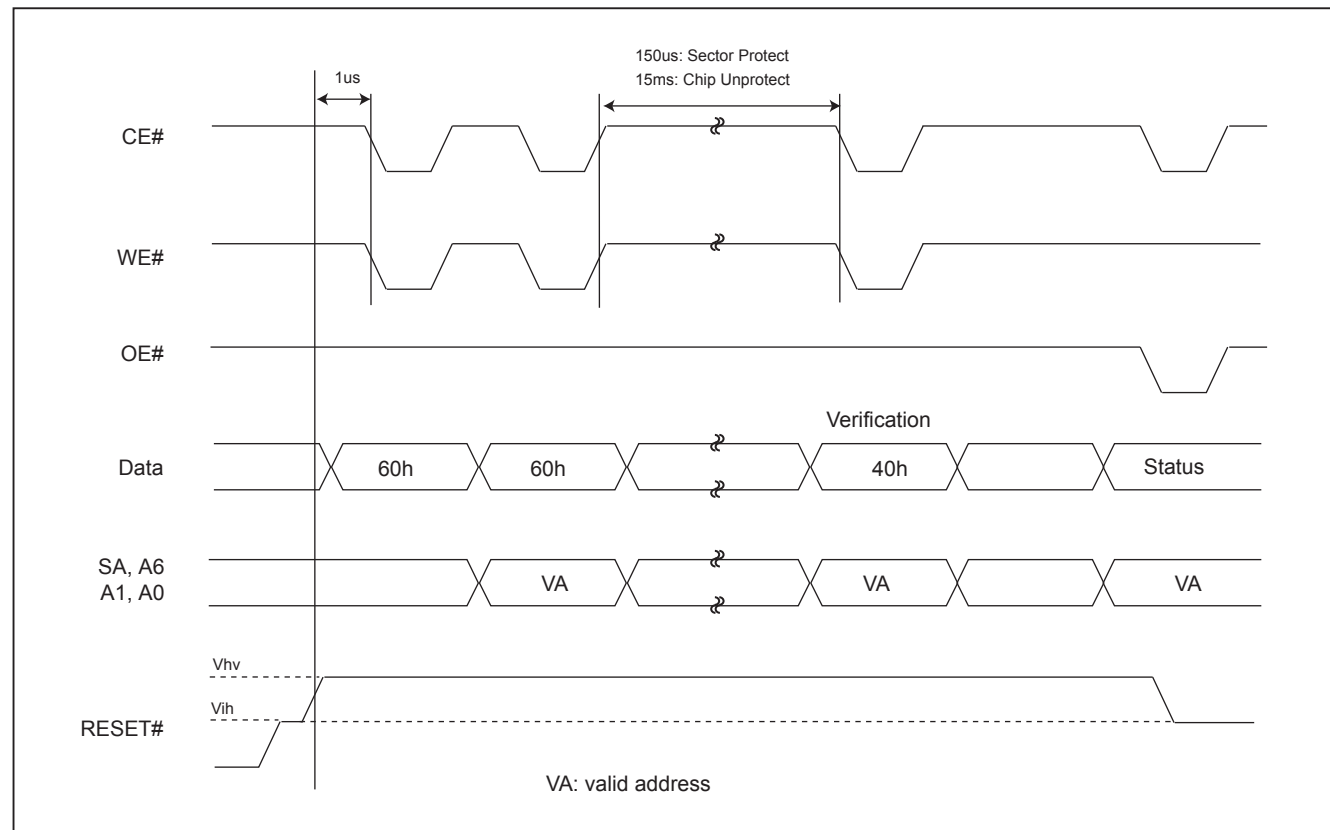 150us: Sector Protect
15ms: Chip Unprotect
1us
CE#
WE#
OE#
Verification
Data
60h
60h
40h
Status
SA, A6
A1, A0
VA
VA
VA
Vhv
Vih
RESET#
VA: valid address